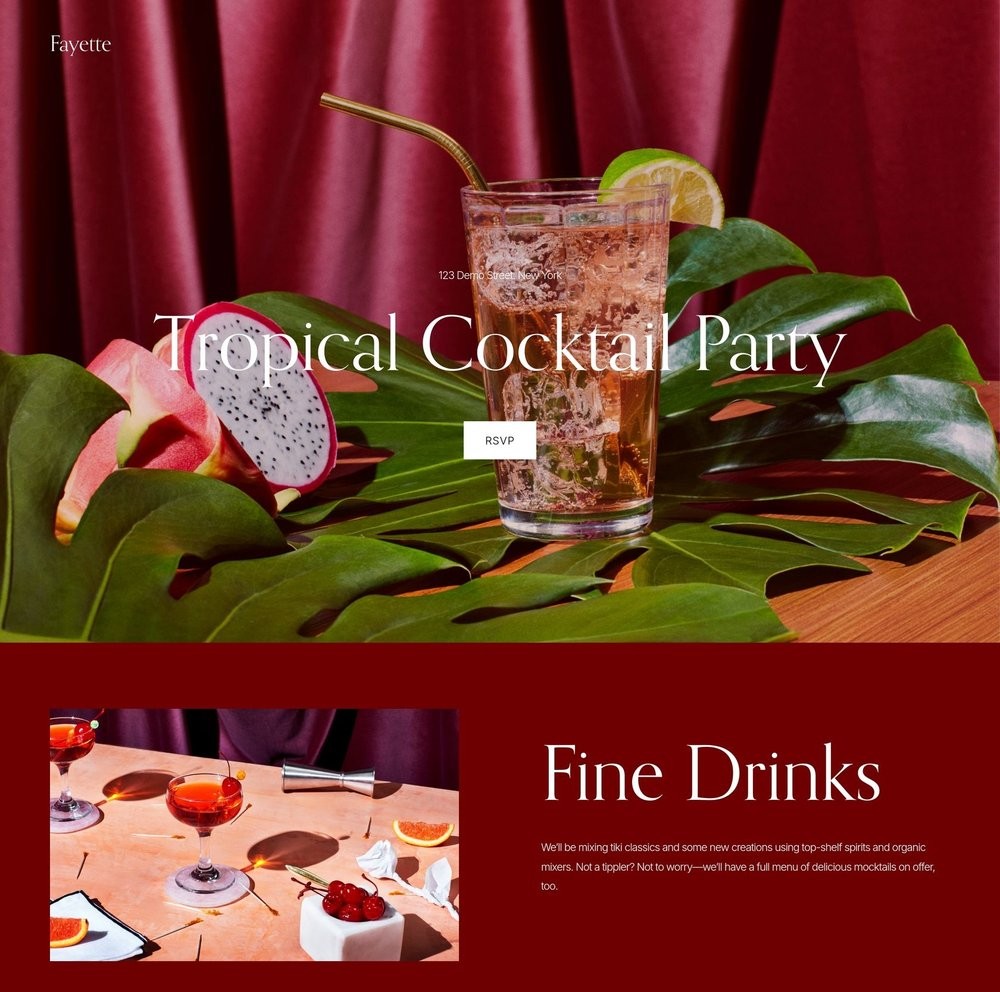 Fayette
123 Demo Street, New York
Tropical Cocktail Party
RSVP
Fine Drinks
We'll be mixing tiki classics and some new creations using top-shelf spirits and organic
mixers. Not a tippler? Not to worry—we'll have a full menu of delicious mocktails on offer,
too.